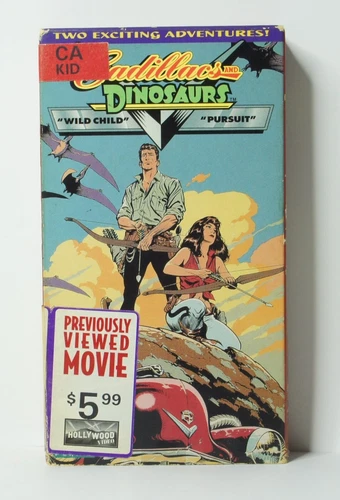 TWO EXCITING ADVENTURES!
CA
KID
Cadillacs AND
DINOSAURS
"WILD CHILD" "PURSUIT"
PREVIOUSLY
VIEWED
MOVIE
$5 99
HOLLYWOOD
VIDEO